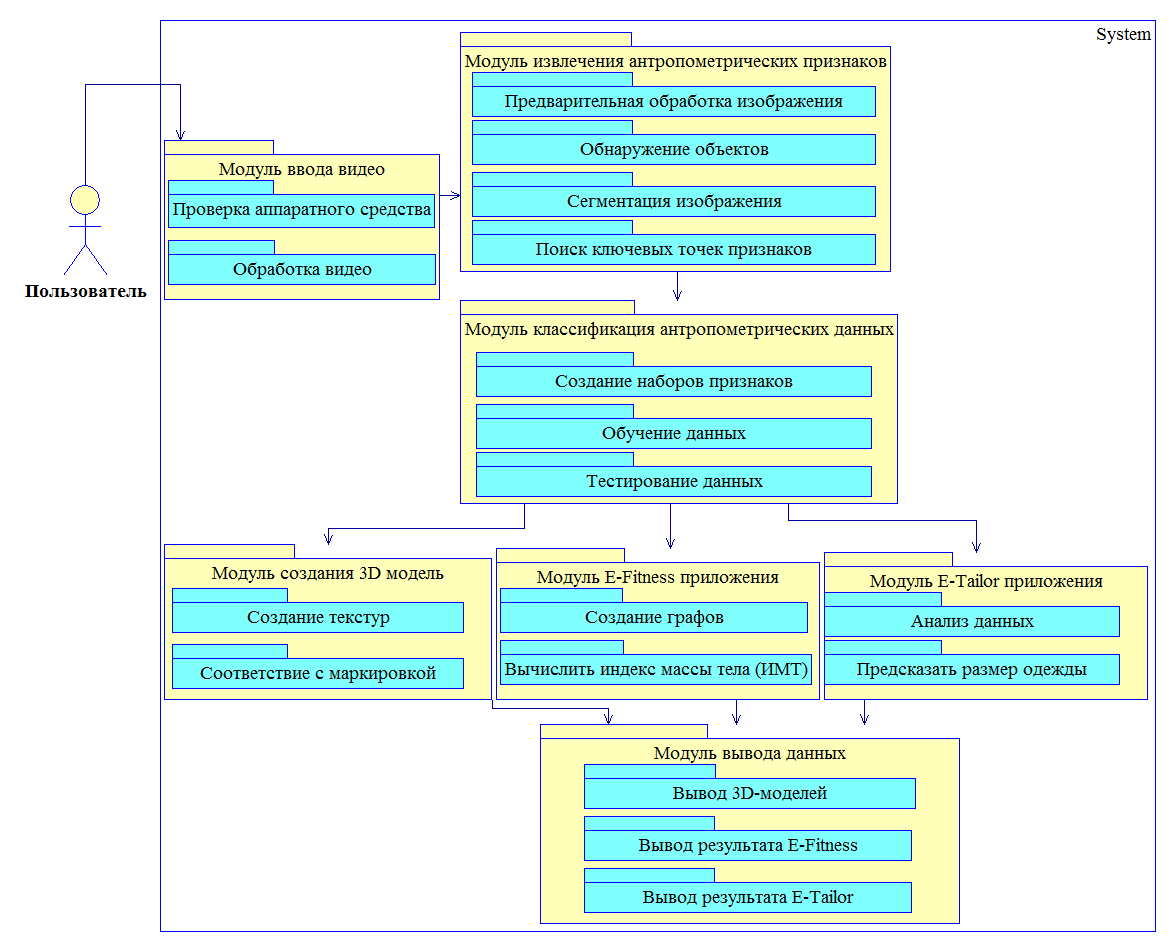 System
Пользователь
Модуль ввода видео
Проверка аппаратного средства
Обработка видео
Модуль извлечения антропометрических признаков
Предварительная обработка изображения
Обнаружение объектов
Сегментация изображения
Поиск ключевых точек признаков
Модуль классификация антропометрических данных
Создание наборов признаков
Обучение данных
Тестирование данных
Модуль создания 3D модель
Создание текстур
Соответствие с маркировкой
Модуль E-Fitness приложения
Создание графов
Вычислить индекс массы тела (ИМТ)
Модуль E-Tailor приложения
Анализ данных
Предсказать размер одежды
Модуль вывода данных
Вывод 3D-моделей
Вывод результата E-Fitness
Вывод результата E-Tailor